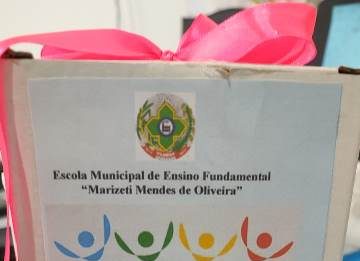 Escola Municipal de Ensino Fundamental
“Marizeti Mendes de Oliveira”